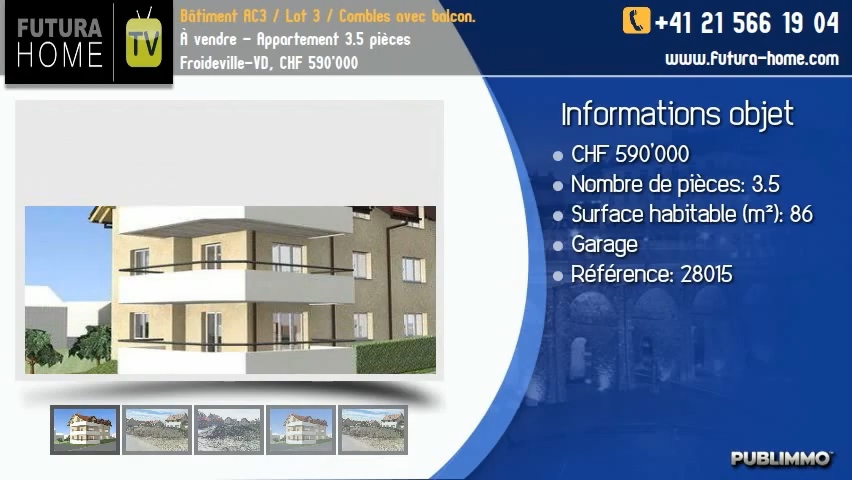 FUTURA
HOME
TV
Bâtiment AC3 / Lot 3 / Combles avec balcon.
À vendre - Appartement 3.5 pièces
Froideville-VD, CHF 590'000
+41 21 566 19 04
www.futura-home.com
Informations objet
CHF 590'000
Nombre de pièces: 3.5
Surface habitable (m²): 86
Garage
Référence: 28015
PUBLIMMO™